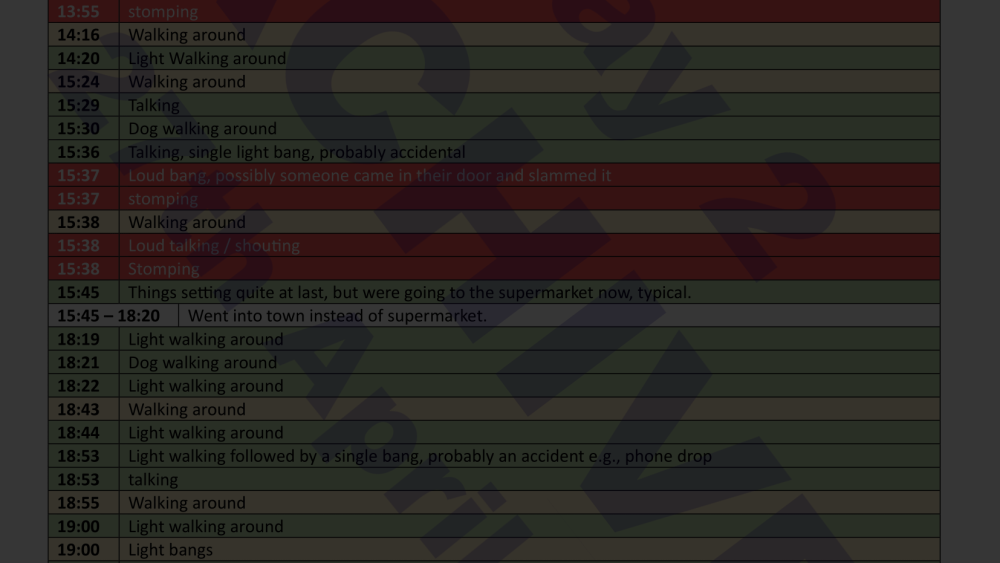 13:55 stomping
14:16 Walking around
14:20 Light Walking around
15:24 Walking around
15:29 Talking
15:30 Dog walking around
15:36 Talking, single light bang, probably accidental
15:37 Loud bang, possibly someone came in their door and slammed it
15:37 stomping
15:38 Walking around
15:38 Loud talking / shouting
15:38 Stomping
15:45 Things setting quite at last, but were going to the supermarket now, typical.
15:45 – 18:20 Went into town instead of supermarket.
18:19 Light walking around
18:21 Dog walking around
18:22 Light walking around
18:43 Walking around
18:44 Light walking around
18:53 Light walking followed by a single bang, probably an accident e.g., phone drop
18:53 talking
18:55 Walking around
19:00 Light walking around
19:00 Light bangs